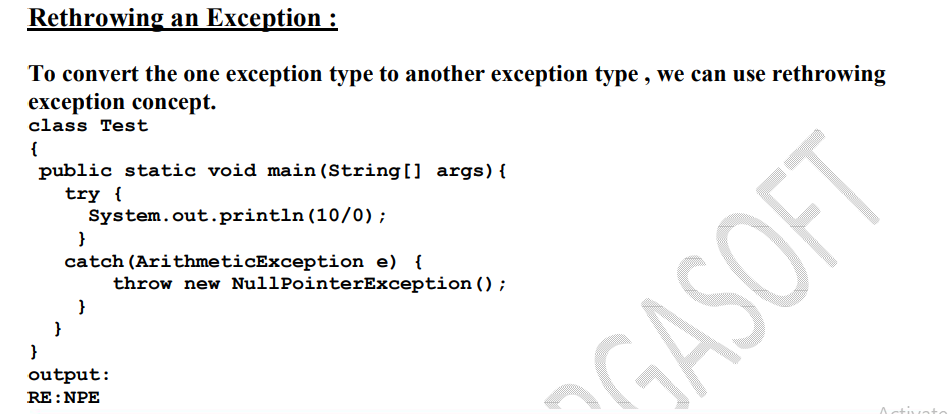 Rethrowing an Exception :
To convert the one exception type to another exception type , we can use rethrowing
exception concept.
class Test
{
public static void main(String[] args){
try {
System.out.println(10/0);
}
catch(ArithmeticException e) {
throw new NullPointerException();
}
}
}
output:
RE:NPE
GASOFT